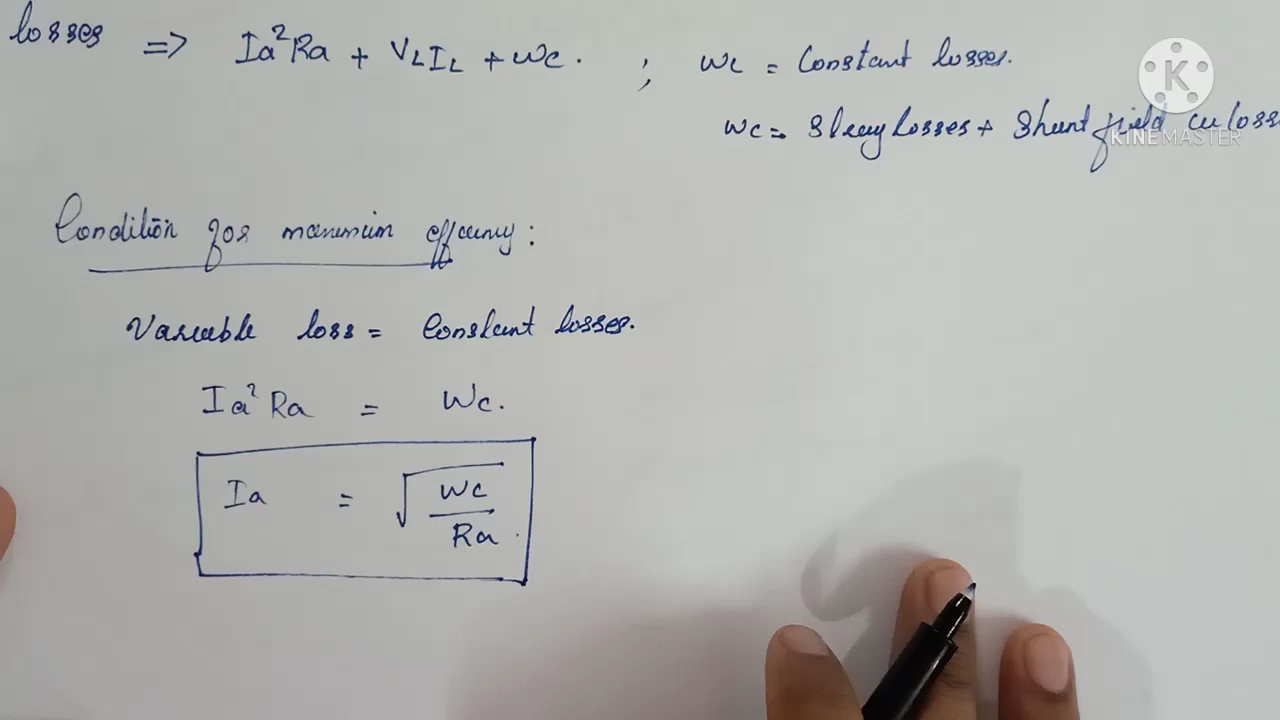 losses => Ia²Ra + VLIL + Wc. ; Wc = Constant losses.
Wc = Stray losses + Shunt field cu loss
KINEMASTER
Condition for maximum efficiency:
Variable loss = Constant losses.
Ia²Ra = Wc.
Ia = √(Wc/Ra)